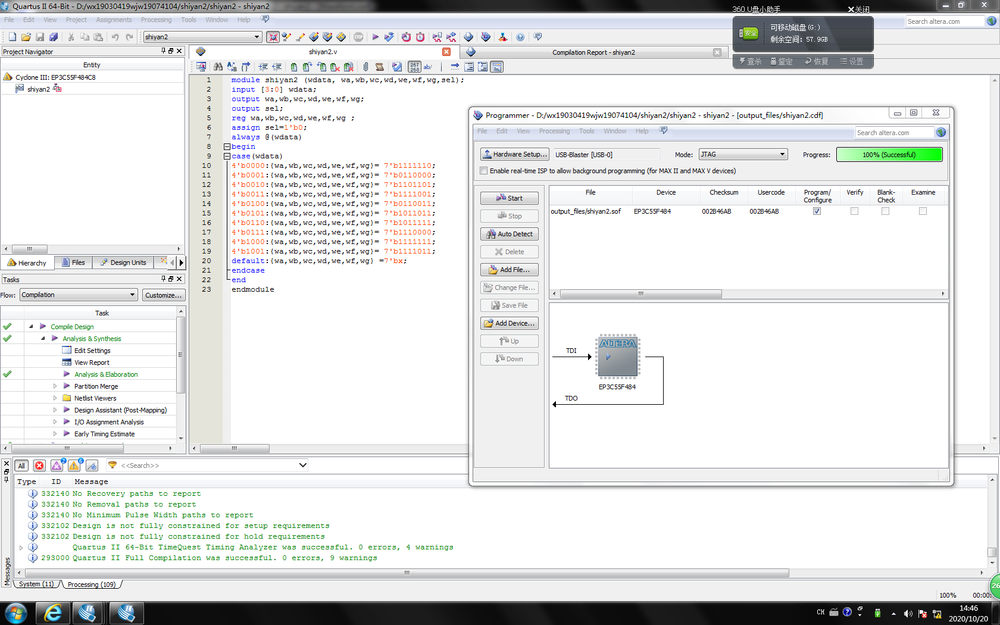 Quartus II 64-Bit - D:/wx19030419wjw19074104/shiyan2/shiyan2 - shiyan2
File Edit View Project Assignments Processing Tools Window Help
Search altera.com
360 U盘小助手 ✕关闭
安全 可移动磁盘(G:)
剩余空间: 57.9GB
查杀 鉴定 恢复 设置
shiyan2
STOP
Project Navigator
Entity
Cyclone III: EP3C55F484C8
shiyan2
Hierarchy Files Design Units
Tasks
Flow: Compilation Customize...
Task
Compile Design
Analysis & Synthesis
Edit Settings
View Report
Analysis & Elaboration
Partition Merge
Netlist Viewers
Design Assistant (Post-Mapping)
I/O Assignment Analysis
Early Timing Estimate
shiyan2.v
Compilation Report - shiyan2
267
268 ab/
1 module shiyan2 (wdata, wa,wb,wc,wd,we,wf,wg,sel);
2 input [3:0] wdata;
3 output wa,wb,wc,wd,we,wf,wg;
4 output sel;
5 reg wa,wb,wc,wd,we,wf,wg ;
6 assign sel=1'b0;
7 always @(wdata)
8 begin
9 case(wdata)
10 4'b0000:{wa,wb,wc,wd,we,wf,wg}= 7'b1111110;
11 4'b0001:{wa,wb,wc,wd,we,wf,wg}= 7'b0110000;
12 4'b0010:{wa,wb,wc,wd,we,wf,wg}= 7'b1101101;
13 4'b0011:{wa,wb,wc,wd,we,wf,wg}= 7'b1111001;
14 4'b0100:{wa,wb,wc,wd,we,wf,wg}= 7'b0110011;
15 4'b0101:{wa,wb,wc,wd,we,wf,wg}= 7'b1011011;
16 4'b0110:{wa,wb,wc,wd,we,wf,wg}= 7'b1011111;
17 4'b0111:{wa,wb,wc,wd,we,wf,wg}= 7'b1110000;
18 4'b1000:{wa,wb,wc,wd,we,wf,wg}= 7'b1111111;
19 4'b1001:{wa,wb,wc,wd,we,wf,wg}= 7'b1111011;
20 default:{wa,wb,wc,wd,we,wf,wg} =7'bx;
21 endcase
22 end
23 endmodule
Programmer - D:/wx19030419wjw19074104/shiyan2/shiyan2 - shiyan2 - [output_files/shiyan2.cdf]
File Edit View Processing Tools Window Help
Search altera.com
Hardware Setup... USB-Blaster [USB-0] Mode: JTAG Progress: 100% (Successful)
Enable real-time ISP to allow background programming (for MAX II and MAX V devices)
Start
Stop
Auto Detect
Delete
Add File...
Change File...
Save File
Add Device...
Up
Down
File Device Checksum Usercode Program/ Configure Verify Blank- Check Examine
output_files/shiyan2.sof EP3C55F484 002B46AB 002B46AB
TDI
ALTERA
EP3C55F484
TDO
Messages
All 2 6 <<Search>>
Type ID Message
332140 No Recovery paths to report
332140 No Removal paths to report
332140 No Minimum Pulse Width paths to report
332102 Design is not fully constrained for setup requirements
332102 Design is not fully constrained for hold requirements
Quartus II 64-Bit TimeQuest Timing Analyzer was successful. 0 errors, 4 warnings
293000 Quartus II Full Compilation was successful. 0 errors, 9 warnings
System (11) Processing (109)
26
100% 00:00:
CH
14:46
2020/10/20